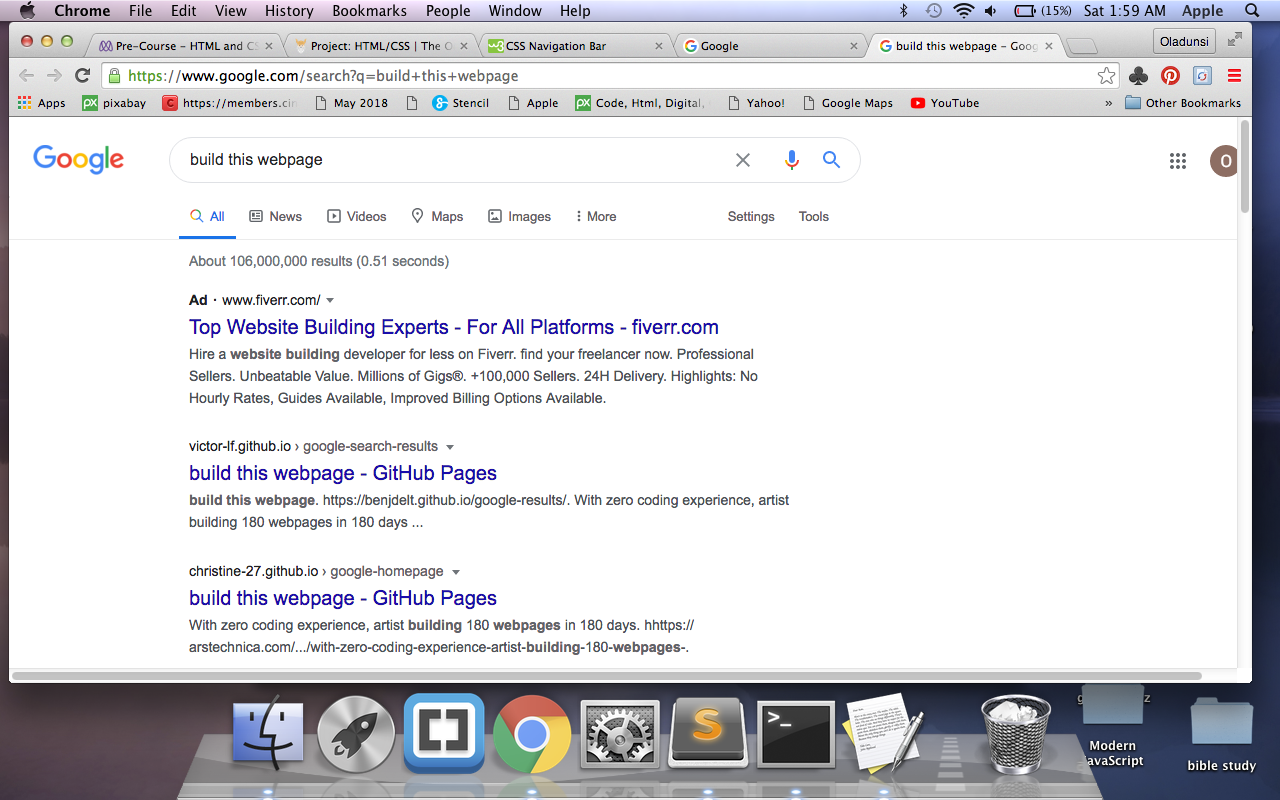 Chrome File Edit View History Bookmarks People Window Help (15%) Sat 1:59 AM Apple
Pre-Course – HTML and CS Project: HTML/CSS | The O CSS Navigation Bar Google build this webpage – Goog Oladunsi
https://www.google.com/search?q=build+this+webpage
Apps pixabay https://members.cin May 2018 Stencil Apple Code, Html, Digital, Yahoo! Google Maps YouTube » Other Bookmarks
Google build this webpage O
All News Videos Maps Images More Settings Tools
About 106,000,000 results (0.51 seconds)
Ad · www.fiverr.com/
Top Website Building Experts - For All Platforms - fiverr.com
Hire a website building developer for less on Fiverr. find your freelancer now. Professional
Sellers. Unbeatable Value. Millions of Gigs®. +100,000 Sellers. 24H Delivery. Highlights: No
Hourly Rates, Guides Available, Improved Billing Options Available.
victor-lf.github.io › google-search-results
build this webpage - GitHub Pages
build this webpage. https://benjdelt.github.io/google-results/. With zero coding experience, artist
building 180 webpages in 180 days ...
christine-27.github.io › google-homepage
build this webpage - GitHub Pages
With zero coding experience, artist building 180 webpages in 180 days. hhttps://
arstechnica.com/.../with-zero-coding-experience-artist-building-180-webpages-.
Modern
JavaScript
bible study